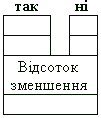 так ні
Відсоток
зменшення